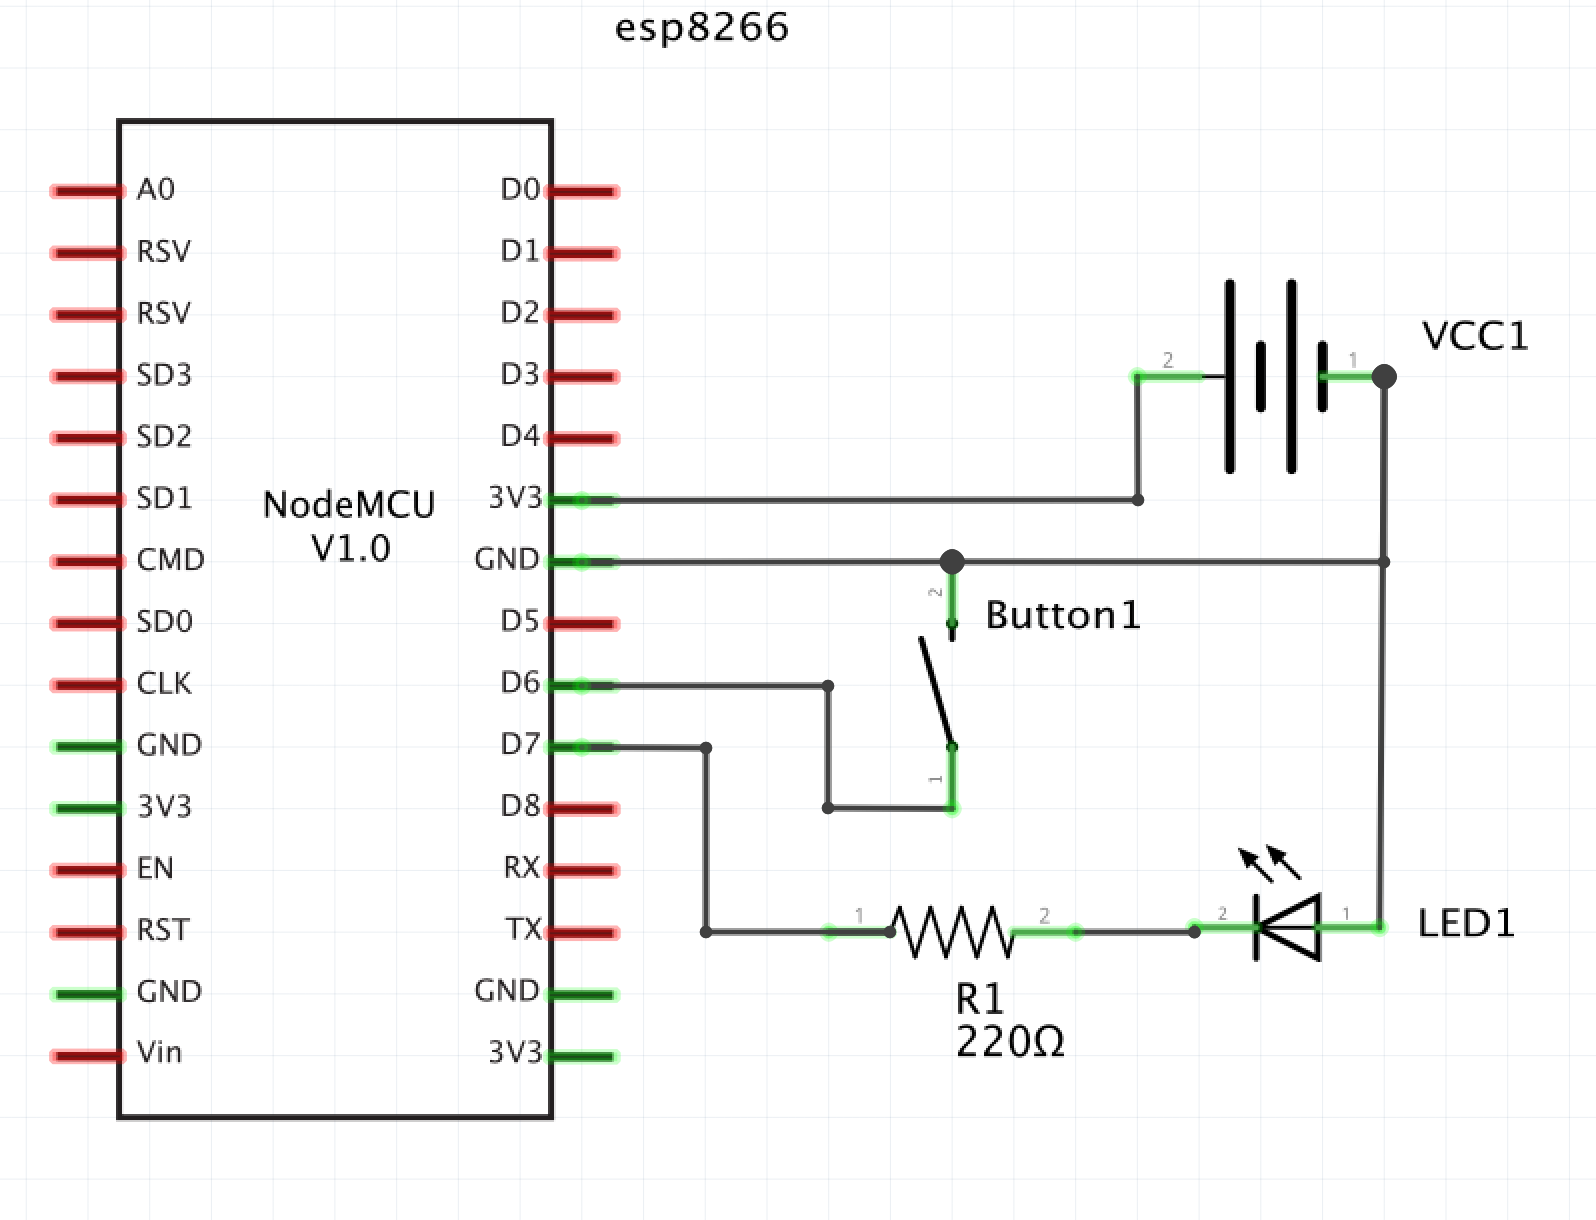 esp8266
A0
RSV
RSV
SD3
SD2
SD1
CMD
SD0
CLK
GND
3V3
EN
RST
GND
Vin
NodeMCU
V1.0
D0
D1
D2
D3
D4
3V3
GND
D5
D6
D7
D8
RX
TX
GND
3V3
2
1
VCC1
2
Button1
1
1
2
R1
220Ω
2
1
LED1